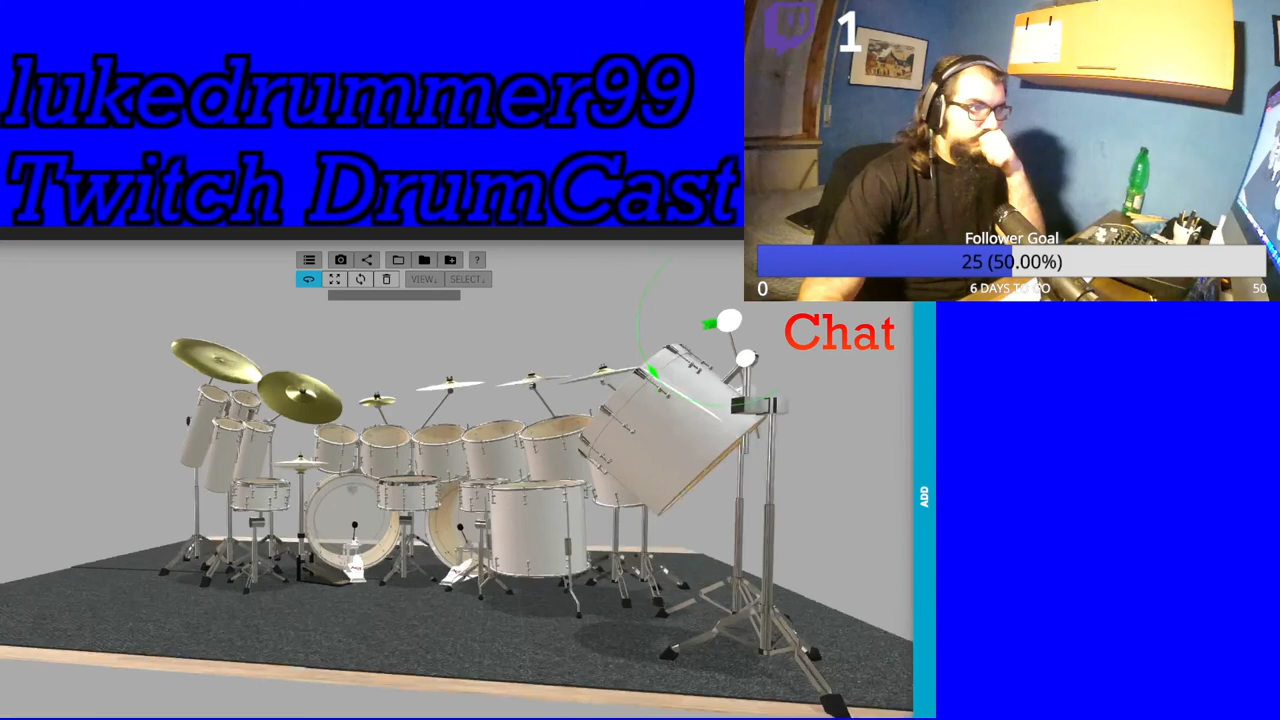 lukedrummer99
Twitch DrumCast
1
Follower Goal
25 (50.00%)
0
6 DAYS TO GO
50
?
VIEW
SELECT
Chat
ADD